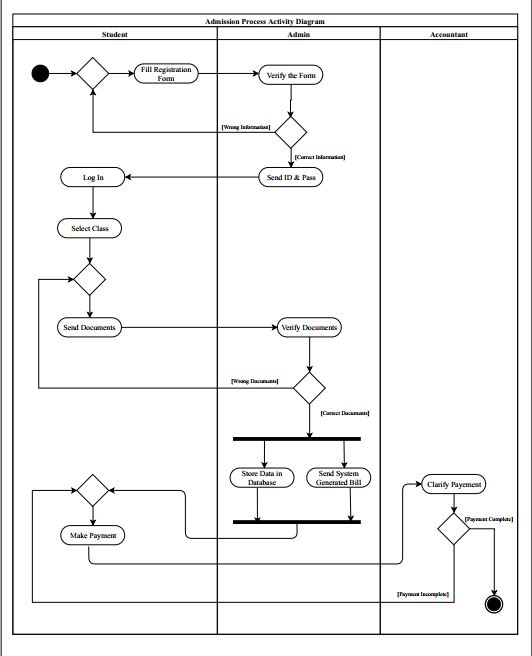 Admission Process Activity Diagram
Student
Admin
Accountant
Fill Registration
Form
Verify the Form
[Wrong Information]
[Correct Information]
Log In
Send ID & Pass
Select Class
Send Documents
Verify Documents
[Wrong Documents]
[Correct Documents]
Store Data in
Database
Send System
Generated Bill
Clarify Payement
[Payment Complete]
Make Payment
[Payment Incomplete]